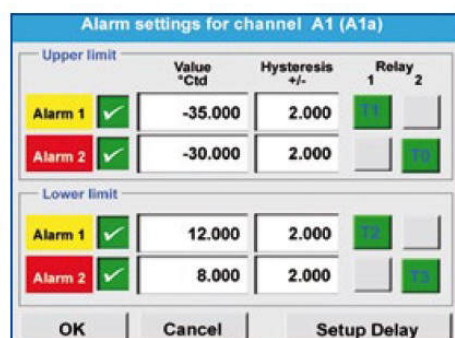 Alarm settings for channel A1 (A1a)
Upper limit
Value Hysteresis Relay
°Ctd +/- 1 2
Alarm 1 -35.000 2.000 T1
Alarm 2 -30.000 2.000 T0
Lower limit
Alarm 1 12.000 2.000 T2
Alarm 2 8.000 2.000 T3
OK Cancel Setup Delay